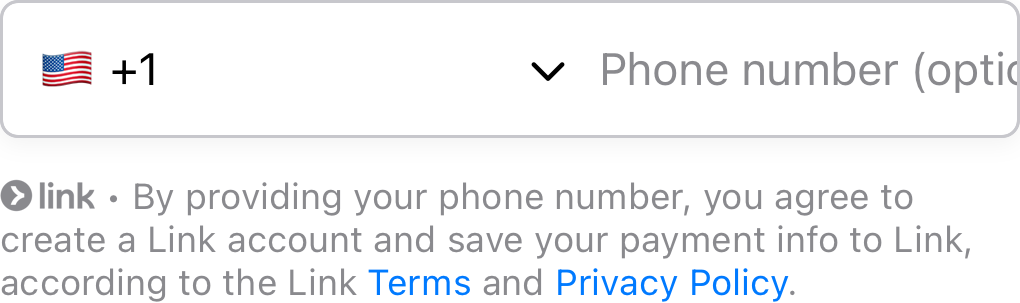 +1
Phone number (optic
link • By providing your phone number, you agree to
create a Link account and save your payment info to Link,
according to the Link Terms and Privacy Policy.